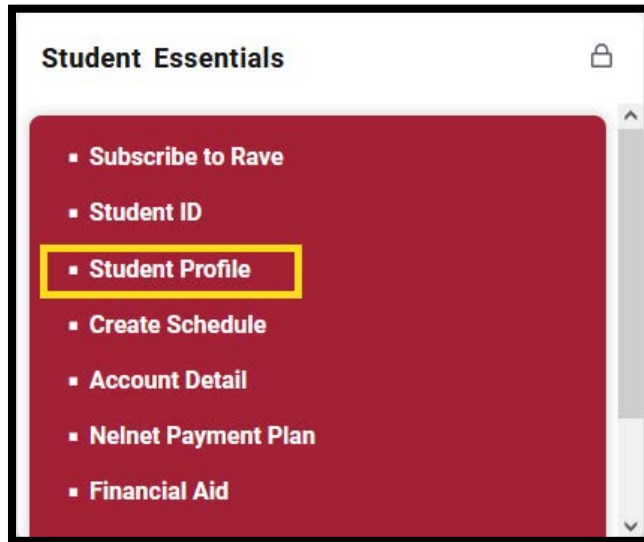 Student Essentials
Subscribe to Rave
Student ID
Student Profile
Create Schedule
Account Detail
Nelnet Payment Plan
Financial Aid